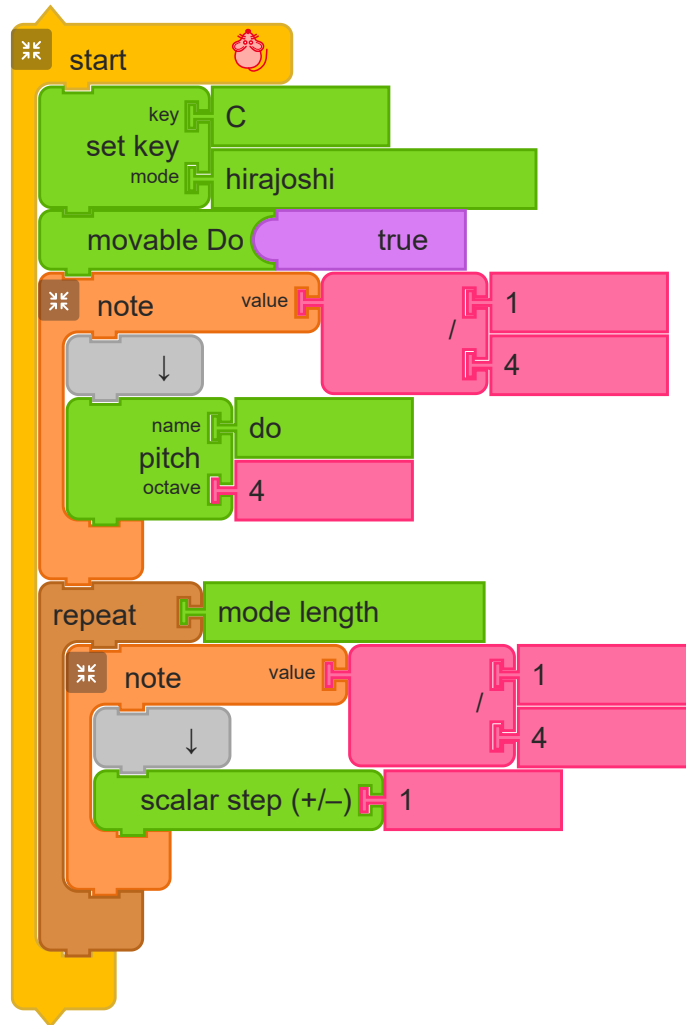 start
key C
set key
mode hirajoshi
movable Do true
note value 1
/
4
↓
name do
pitch
octave 4
repeat mode length
note value 1
/
4
↓
scalar step (+/–) 1